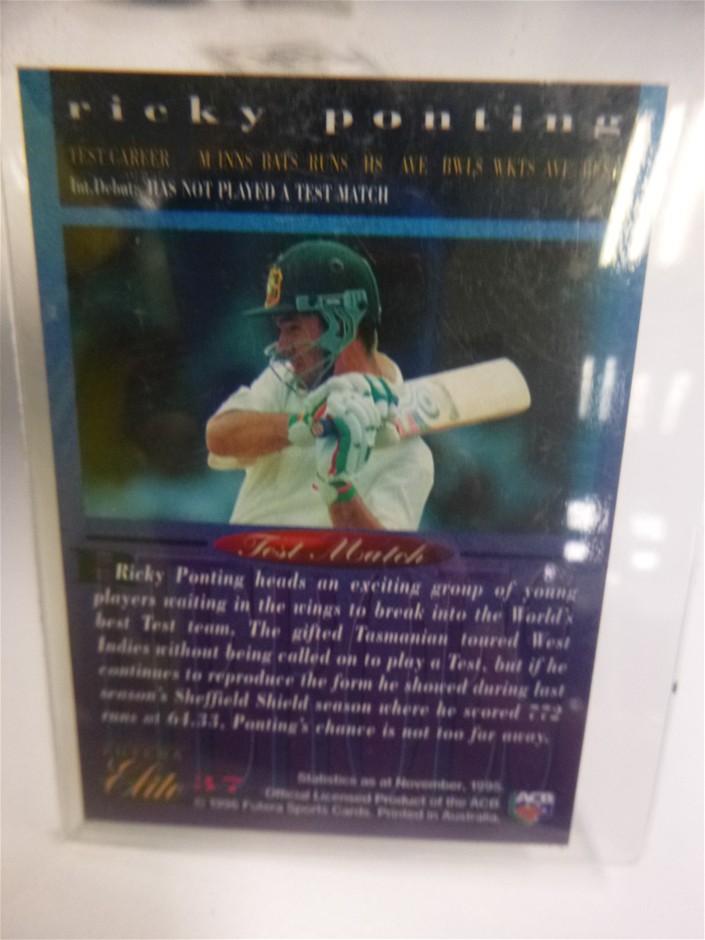 ricky ponting
TEST CAREER M INNS BATS RUNS HS AVE BWLS WKTS AVE
Int.Debut: HAS NOT PLAYED A TEST MATCH
Test Match
Ricky Ponting heads an exciting group of young
players waiting in the wings to break into the World's
best Test team. The gifted Tasmanian toured West
Indies without being called on to play a Test, but if he
continues to reproduce the form he showed during last
season's Sheffield Shield season where he scored 772
runs at 64.33, Ponting's chance is not too far away.
FUTERA
Elite 37
Statistics as at November, 1995.
Official Licensed Product of the ACB
© 1996 Futera Sports Cards. Printed in Australia.
ACB